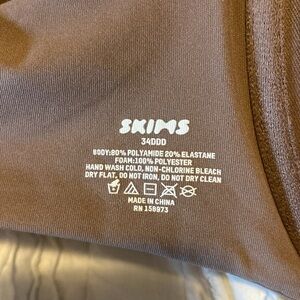 SKIMS
34DDD
BODY:80% POLYAMIDE 20% ELASTANE
FOAM:100% POLYESTER
HAND WASH COLD, NON-CHLORINE BLEACH
DRY FLAT, DO NOT IRON, DO NOT DRY CLEAN
MADE IN CHINA
RN 158973